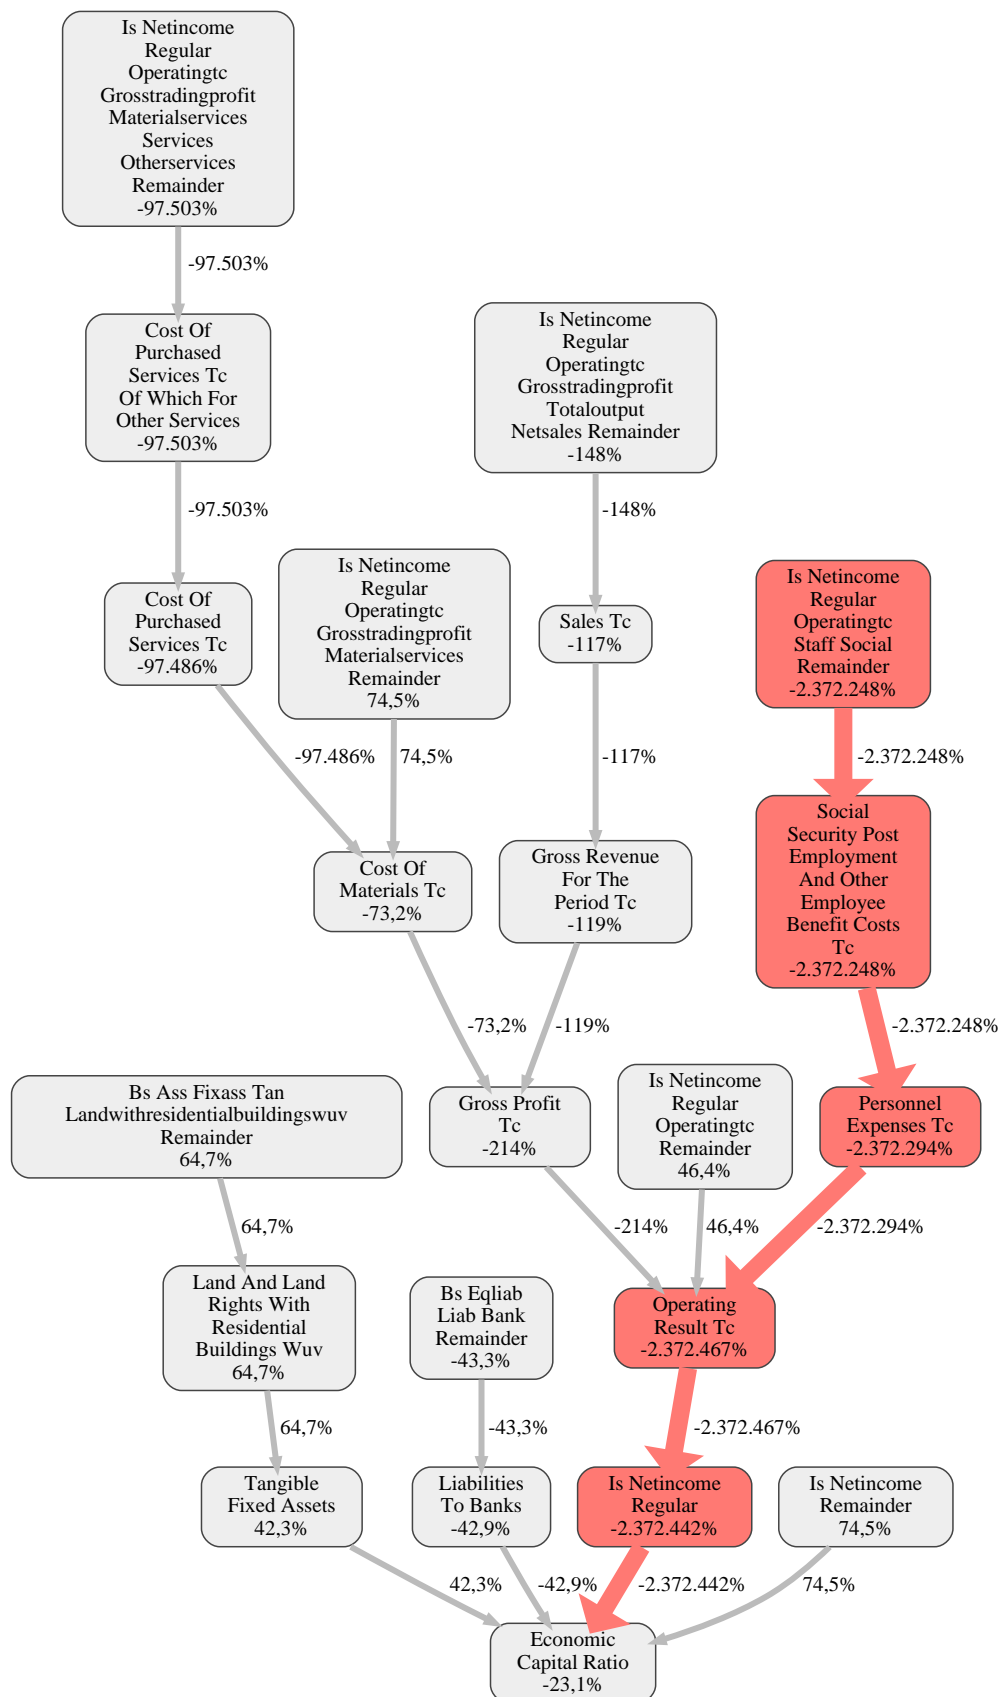 Is Netincome
Regular
Operatingtc
Grosstradingprofit
Materialservices
Services
Otherservices
Remainder
-97.503%
-97.503%
Cost Of
Purchased
Services Tc
Of Which For
Other Services
-97.503%
Is Netincome
Regular
Operatingtc
Grosstradingprofit
Totaloutput
Netsales Remainder
-148%
-97.503%
-148%
Cost Of
Purchased
Services Tc
-97.486%
Is Netincome
Regular
Operatingtc
Grosstradingprofit
Materialservices
Remainder
74,5%
Sales Tc
-117%
Is Netincome
Regular
Operatingtc
Staff Social
Remainder
-2.372.248%
-97.486%
74,5%
-117%
-2.372.248%
Cost Of
Materials Tc
-73,2%
Gross Revenue
For The
Period Tc
-119%
Social
Security Post
Employment
And Other
Employee
Benefit Costs
Tc
-2.372.248%
-73,2%
-119%
-2.372.248%
Bs Ass Fixass Tan
Landwithresidentialbuildingswuv
Remainder
64,7%
Gross Profit
Tc
-214%
Is Netincome
Regular
Operatingtc
Remainder
46,4%
Personnel
Expenses Tc
-2.372.294%
64,7%
-214%
46,4%
-2.372.294%
Land And Land
Rights With
Residential
Buildings Wuv
64,7%
Bs Eqliab
Liab Bank
Remainder
-43,3%
Operating
Result Tc
-2.372.467%
64,7%
-43,3%
-2.372.467%
Tangible
Fixed Assets
42,3%
Liabilities
To Banks
-42,9%
Is Netincome
Regular
-2.372.442%
Is Netincome
Remainder
74,5%
42,3%
-42,9%
-2.372.442%
74,5%
Economic
Capital Ratio
-23,1%